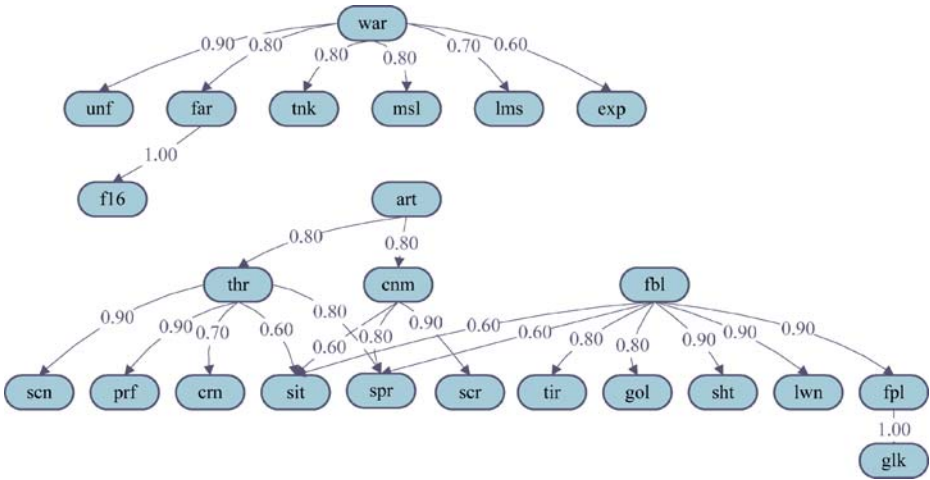 war
0.90 0.80 0.80 0.80 0.70 0.60
unf far tnk msl lms exp
1.00
f16 art
0.80 0.80
thr cnm fbl
0.90 0.90 0.70 0.60 0.80 0.60 0.80 0.90 0.60 0.60 0.80 0.80 0.90 0.90 0.90
scn prf crn sit spr scr tir gol sht lwn fpl
1.00
glk